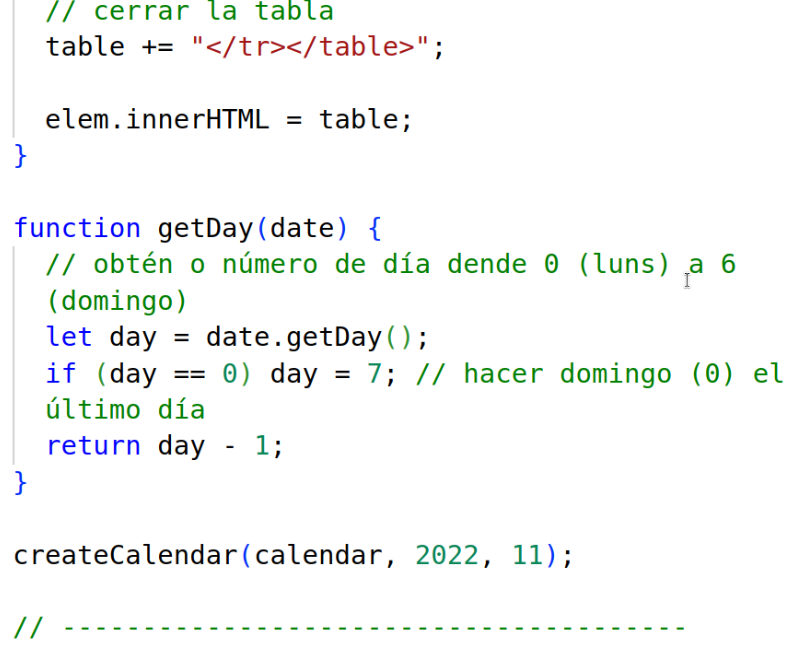 // cerrar la tabla
table += "</tr></table>";
elem.innerHTML = table;
}
function getDay(date) {
// obtén o número de día dende 0 (luns) a 6
(domingo)
let day = date.getDay();
if (day == 0) day = 7; // hacer domingo (0) el
último día
return day - 1;
}
createCalendar(calendar, 2022, 11);
// ---------------------------------------